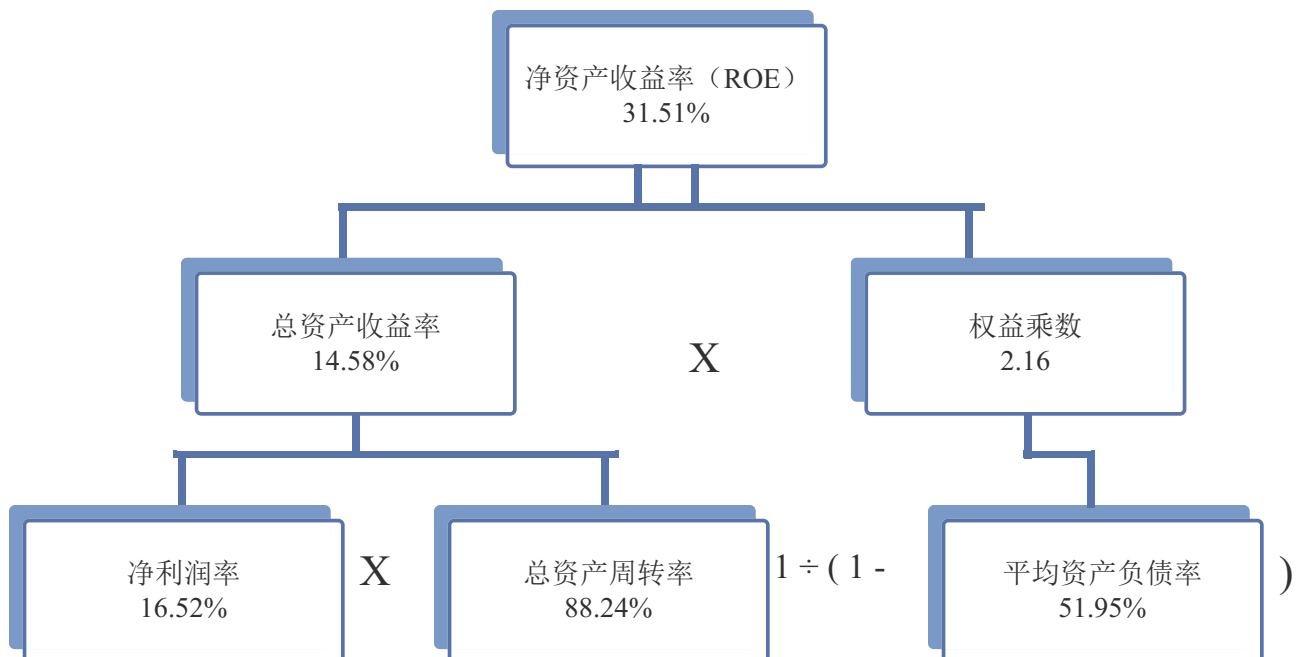 净资产收益率（ROE）
31.51%
总资产收益率
14.58%
X
权益乘数
2.16
净利润率
16.52%
X
总资产周转率
88.24%
1 ÷ ( 1 -
平均资产负债率
51.95%
)